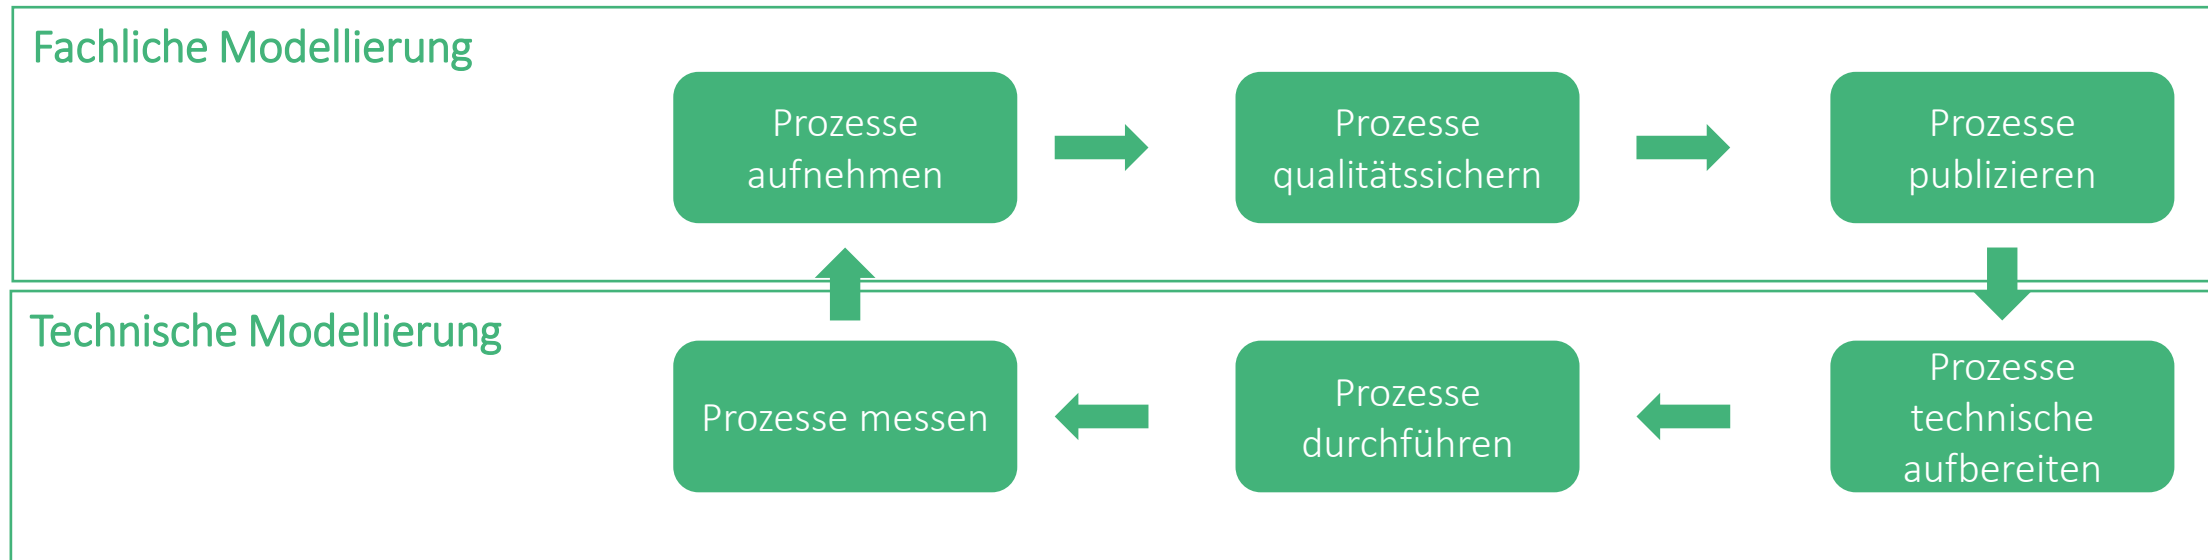 Fachliche Modellierung
Prozesse
aufnehmen
Prozesse
qualitätssichern
Prozesse
publizieren
Technische Modellierung
Prozesse messen
Prozesse
durchführen
Prozesse
technische
aufbereiten